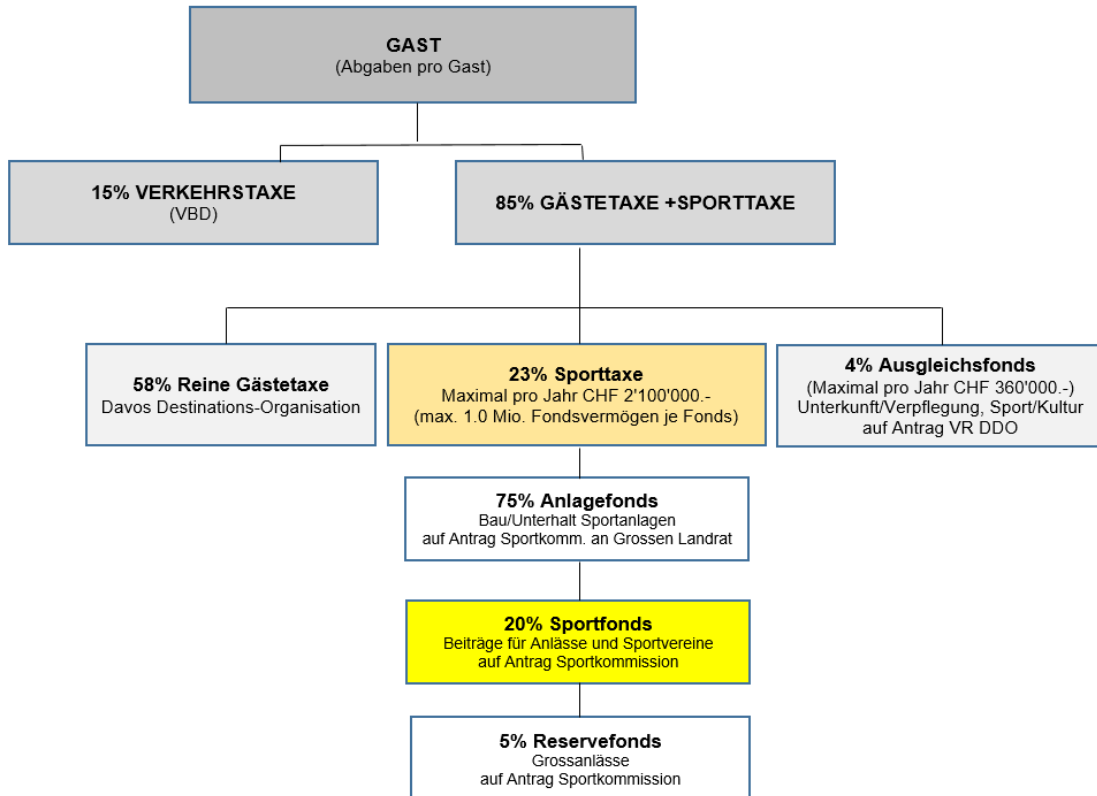 GAST
(Abgaben pro Gast)
15% VERKEHRSTAXE
(VBD)
85% GÄSTETAXE +SPORTTAXE
58% Reine Gästetaxe
Davos Destinations-Organisation
23% Sporttaxe
Maximal pro Jahr CHF 2'100'000.-
(max. 1.0 Mio. Fondsvermögen je Fonds)
4% Ausgleichsfonds
(Maximal pro Jahr CHF 360'000.-)
Unterkunft/Verpflegung, Sport/Kultur
auf Antrag VR DDO
75% Anlagefonds
Bau/Unterhalt Sportanlagen
auf Antrag Sportkomm. an Grossen Landrat
20% Sportfonds
Beiträge für Anlässe und Sportvereine
auf Antrag Sportkommission
5% Reservefonds
Grossanlässe
auf Antrag Sportkommission